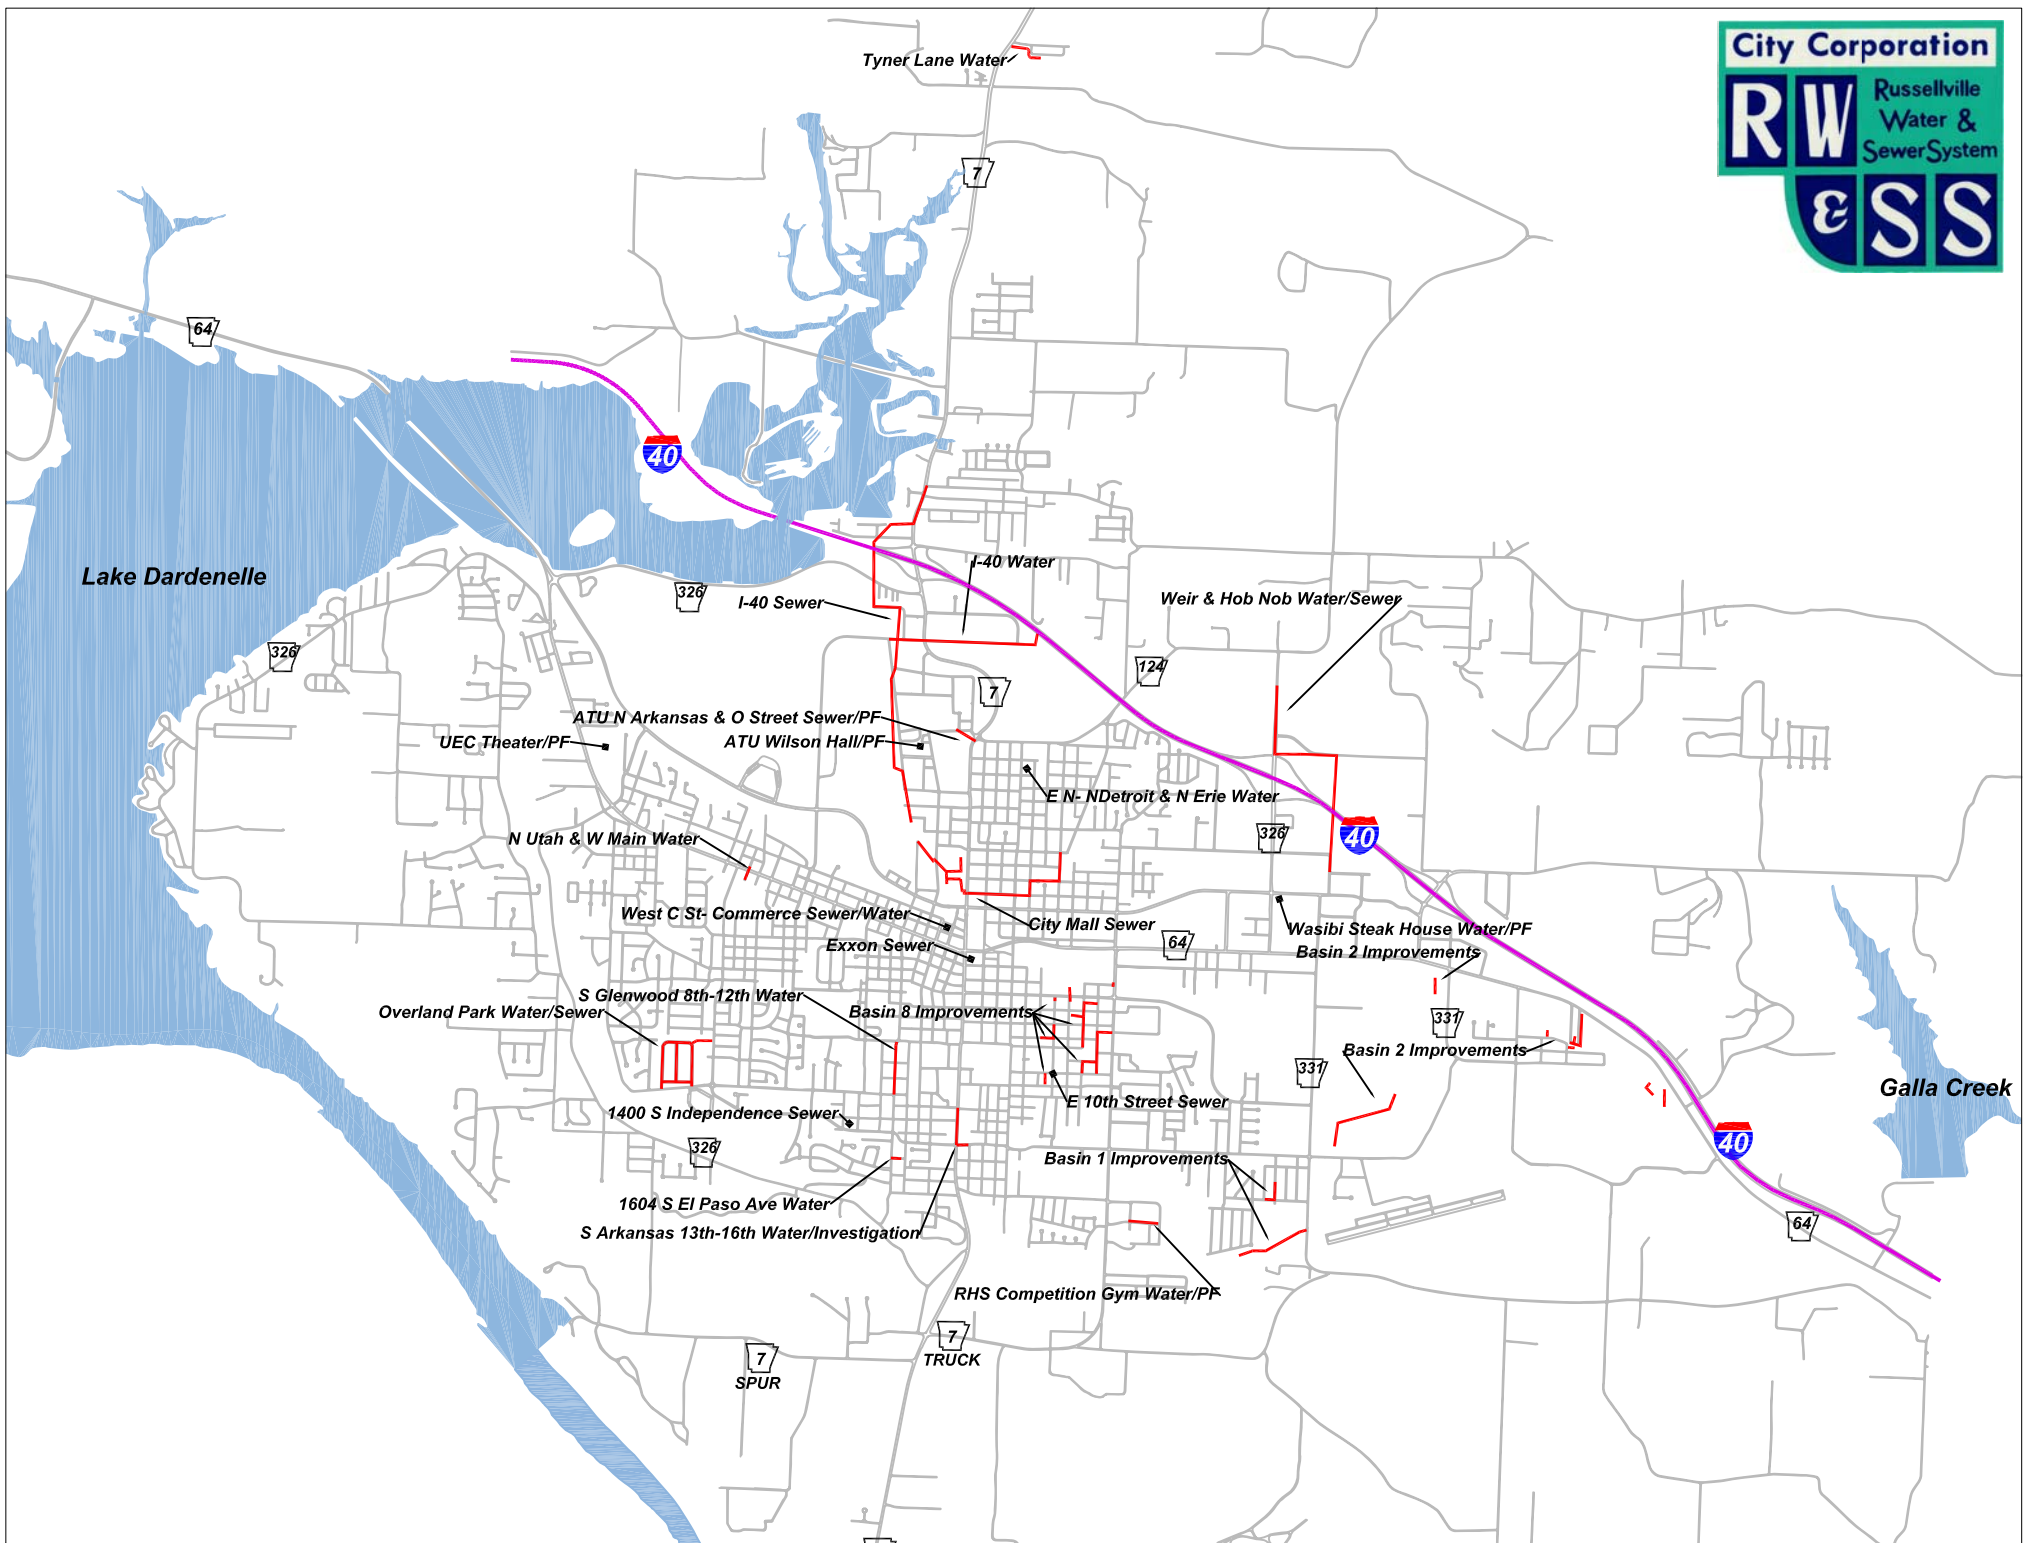 City Corporation
R W
Russellville
Water &
SewerSystem
& S S
Tyner Lane Water
7
64
40
Lake Dardenelle
I-40 Water
326
I-40 Sewer
Weir & Hob Nob Water/Sewer
326
124
7
ATU N Arkansas & O Street Sewer/PF
UEC Theater/PF
ATU Wilson Hall/PF
E N- NDetroit & N Erie Water
N Utah & W Main Water
326
40
West C St- Commerce Sewer/Water
City Mall Sewer
Wasibi Steak House Water/PF
Exxon Sewer
64
Basin 2 Improvements
S Glenwood 8th-12th Water
Overland Park Water/Sewer
Basin 8 Improvements
331
Basin 2 Improvements
331
Galla Creek
E 10th Street Sewer
1400 S Independence Sewer
326
40
Basin 1 Improvements
1604 S El Paso Ave Water
64
S Arkansas 13th-16th Water/Investigation
RHS Competition Gym Water/PF
7
TRUCK
7
SPUR